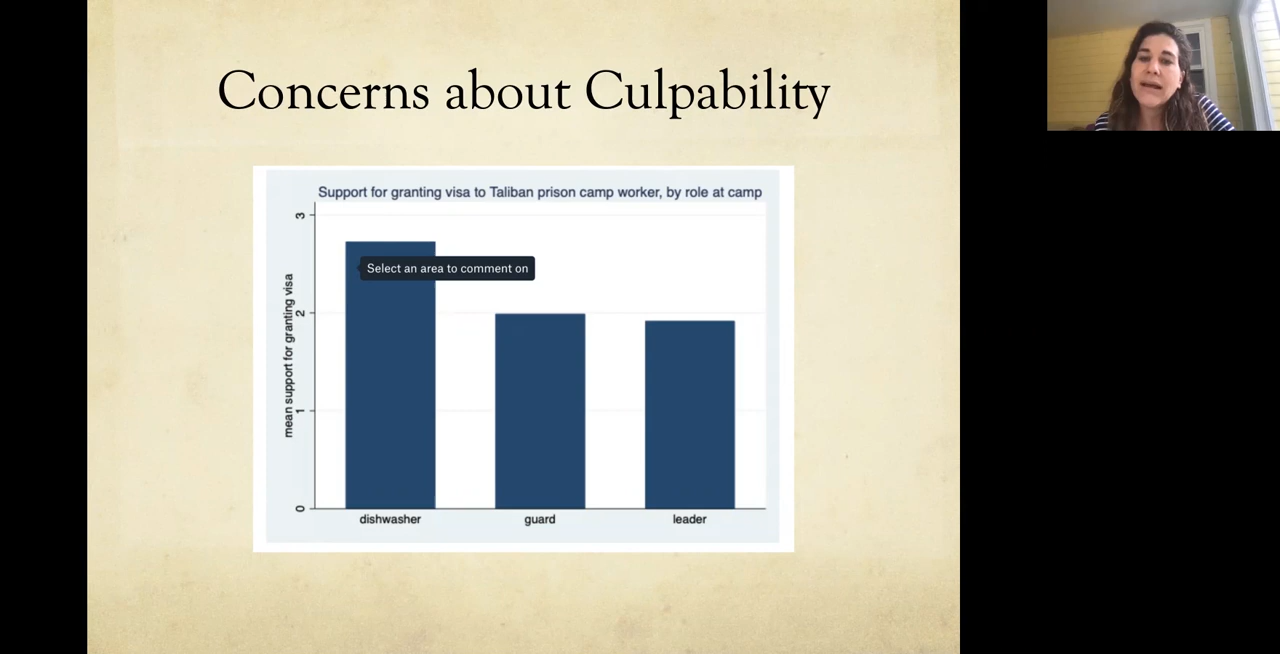 Concerns about Culpability
Support for granting visa to Taliban prison camp worker, by role at camp
mean support for granting visa
3
2
1
0
Select an area to comment on
dishwasher
guard
leader